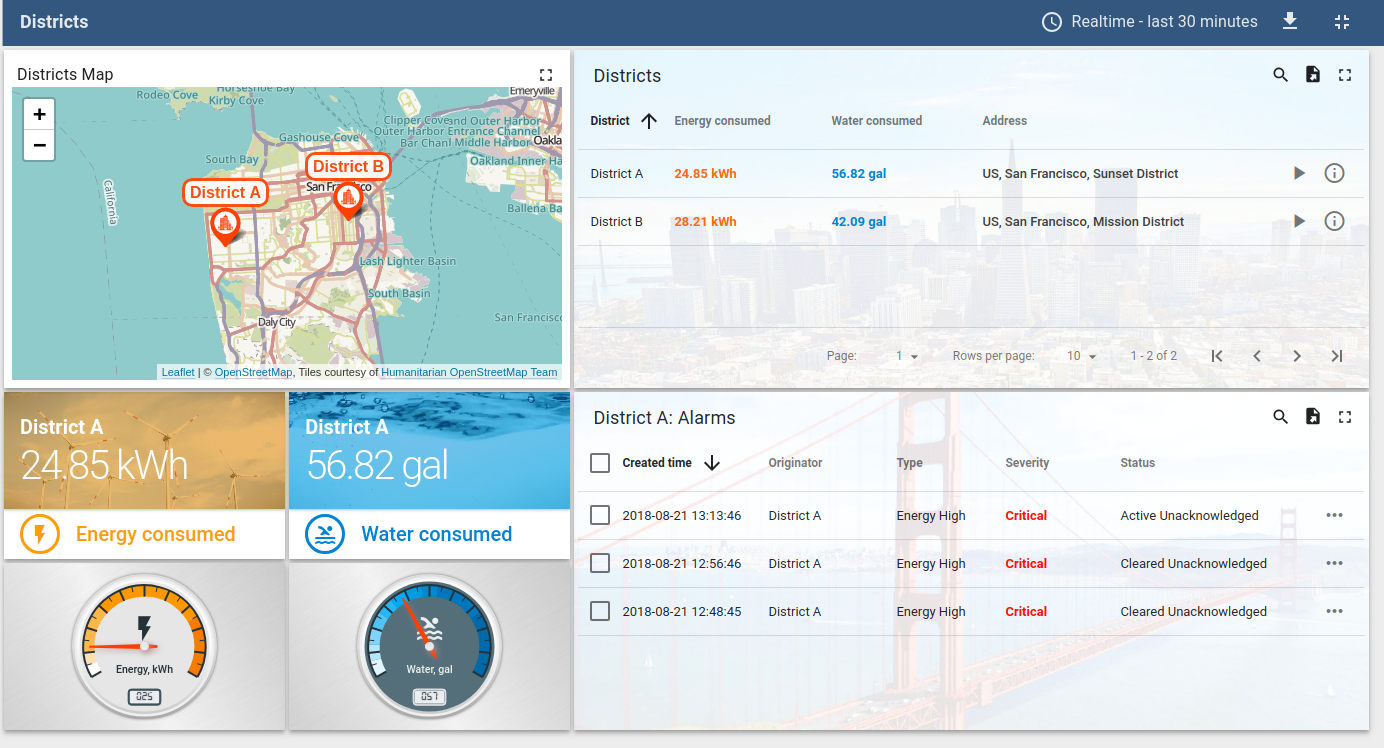 Districts
Realtime - last 30 minutes
Districts Map
+
−
Rodeo Cove
Horseshoe Bay
Kirby Cove
Emeryville
Clipper Cove and Outer Harbor
Outer Harbor Entrance Channel
Bar Chanl Middle Harbor
Oakla
Gashouse Cove
South Bay
Oakland Inner Ha
District B
San Francisco
District A
California
Ballena Ba
Lash Lighter Basin
South Basin
San Francisc
Daly City
Leaflet | © OpenStreetMap, Tiles courtesy of Humanitarian OpenStreetMap Team
Districts
District Energy consumed Water consumed Address
District A 24.85 kWh 56.82 gal US, San Francisco, Sunset District
District B 28.21 kWh 42.09 gal US, San Francisco, Mission District
Page: 1 Rows per page: 10 1 - 2 of 2
District A
24.85 kWh
Energy consumed
District A
56.82 gal
Water consumed
Energy, kWh
025
Water, gal
057
District A: Alarms
Created time Originator Type Severity Status
2018-08-21 13:13:46 District A Energy High Critical Active Unacknowledged
2018-08-21 12:56:46 District A Energy High Critical Cleared Unacknowledged
2018-08-21 12:48:45 District A Energy High Critical Cleared Unacknowledged